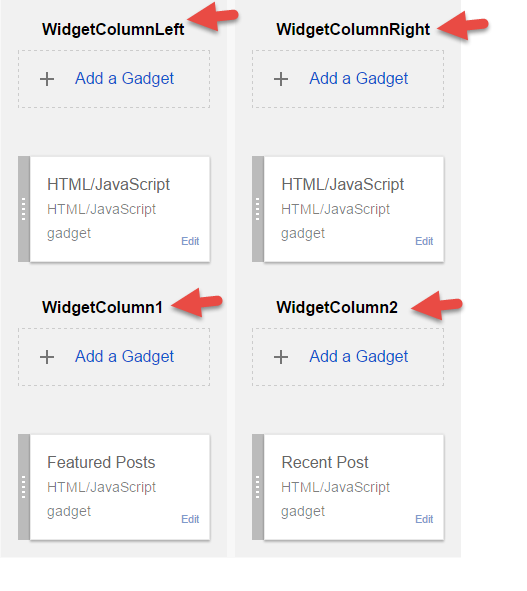 WidgetColumnLeft
WidgetColumnRight
Add a Gadget
Add a Gadget
HTML/JavaScript
HTML/JavaScript
gadget
Edit
HTML/JavaScript
HTML/JavaScript
gadget
Edit
WidgetColumn1
WidgetColumn2
Add a Gadget
Add a Gadget
Featured Posts
HTML/JavaScript
gadget
Edit
Recent Post
HTML/JavaScript
gadget
Edit